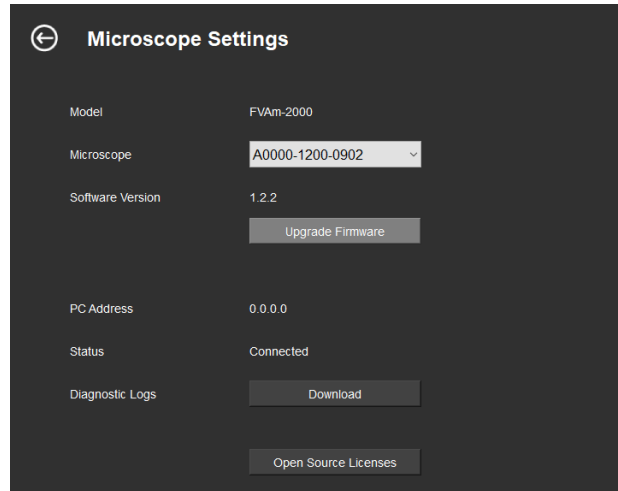 Microscope Settings
Model FVAm-2000
Microscope A0000-1200-0902
Software Version 1.2.2
Upgrade Firmware
PC Address 0.0.0.0
Status Connected
Diagnostic Logs Download
Open Source Licenses